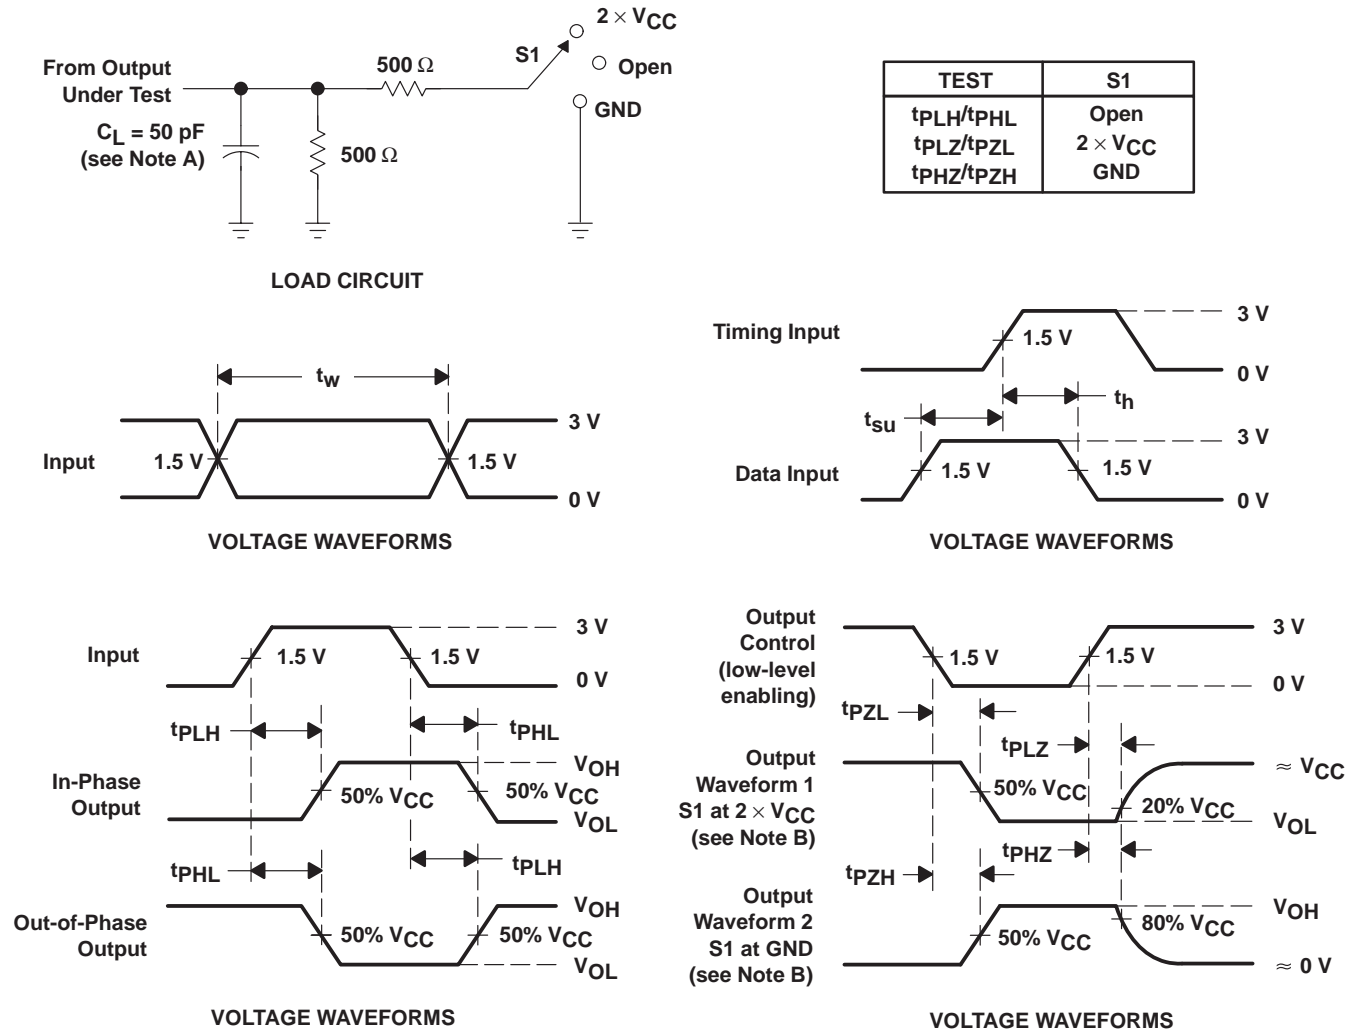 2 × VCC
S1
Open
GND
From Output
Under Test
500 Ω
CL = 50 pF
(see Note A)
500 Ω
LOAD CIRCUIT
TEST S1
tPLH/tPHL Open
tPLZ/tPZL 2 × VCC
tPHZ/tPZH GND
tw
Input
1.5 V
1.5 V
3 V
0 V
VOLTAGE WAVEFORMS
Timing Input
1.5 V
3 V
0 V
th
tsu
Data Input
1.5 V
1.5 V
3 V
0 V
VOLTAGE WAVEFORMS
Input
1.5 V
1.5 V
3 V
0 V
tPLH
tPHL
In-Phase
Output
50% VCC
50% VCC
VOH
VOL
tPHL
tPLH
Out-of-Phase
Output
50% VCC
50% VCC
VOH
VOL
VOLTAGE WAVEFORMS
Output
Control
(low-level
enabling)
1.5 V
1.5 V
3 V
0 V
tPZL
tPLZ
Output
Waveform 1
S1 at 2 × VCC
(see Note B)
50% VCC
20% VCC
≈ VCC
VOL
tPZH
tPHZ
Output
Waveform 2
S1 at GND
(see Note B)
50% VCC
80% VCC
VOH
≈ 0 V
VOLTAGE WAVEFORMS